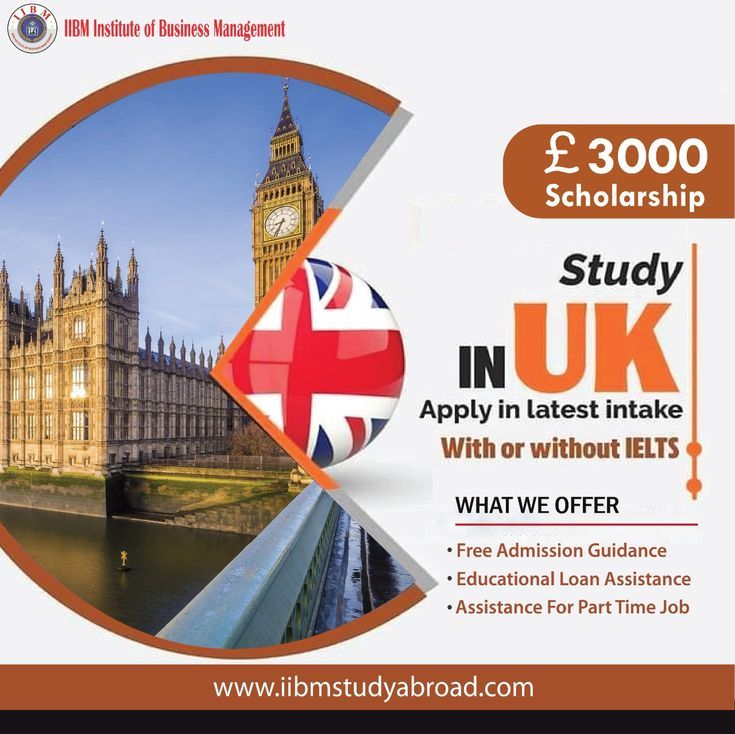 IIBM
IIBM Institute of Business Management
£ 3000
Scholarship
Study
IN UK
Apply in latest intake
With or without IELTS
WHAT WE OFFER
• Free Admission Guidance
• Educational Loan Assistance
• Assistance For Part Time Job
www.iibmstudyabroad.com